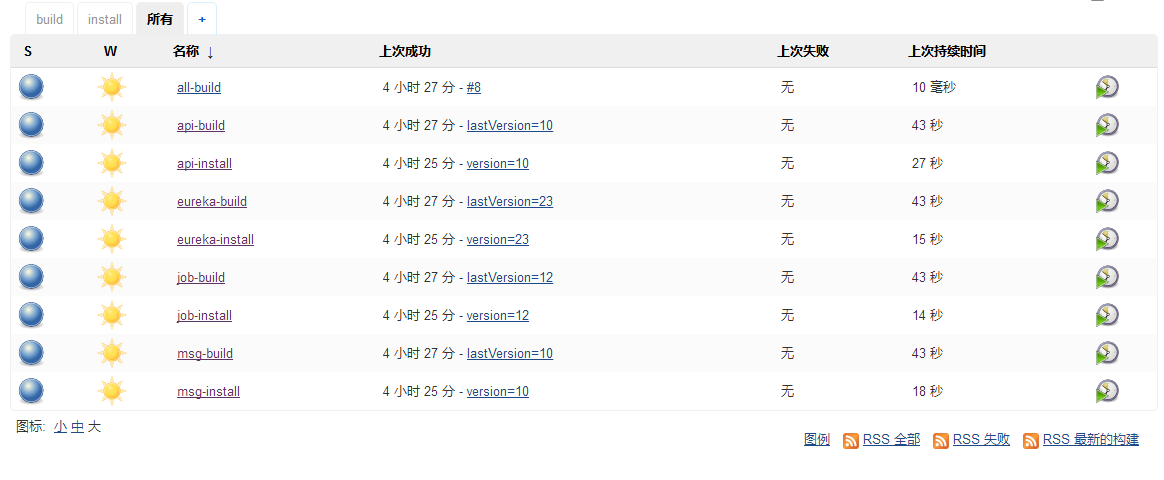 build install 所有 +
S W 名称 ↓ 上次成功 上次失败 上次持续时间
all-build 4 小时 27 分 - #8 无 10 毫秒
api-build 4 小时 27 分 - lastVersion=10 无 43 秒
api-install 4 小时 25 分 - version=10 无 27 秒
eureka-build 4 小时 27 分 - lastVersion=23 无 43 秒
eureka-install 4 小时 25 分 - version=23 无 15 秒
job-build 4 小时 27 分 - lastVersion=12 无 43 秒
job-install 4 小时 25 分 - version=12 无 14 秒
msg-build 4 小时 27 分 - lastVersion=10 无 43 秒
msg-install 4 小时 25 分 - version=10 无 18 秒
图标: 小 中 大
图例 RSS 全部 RSS 失败 RSS 最新的构建